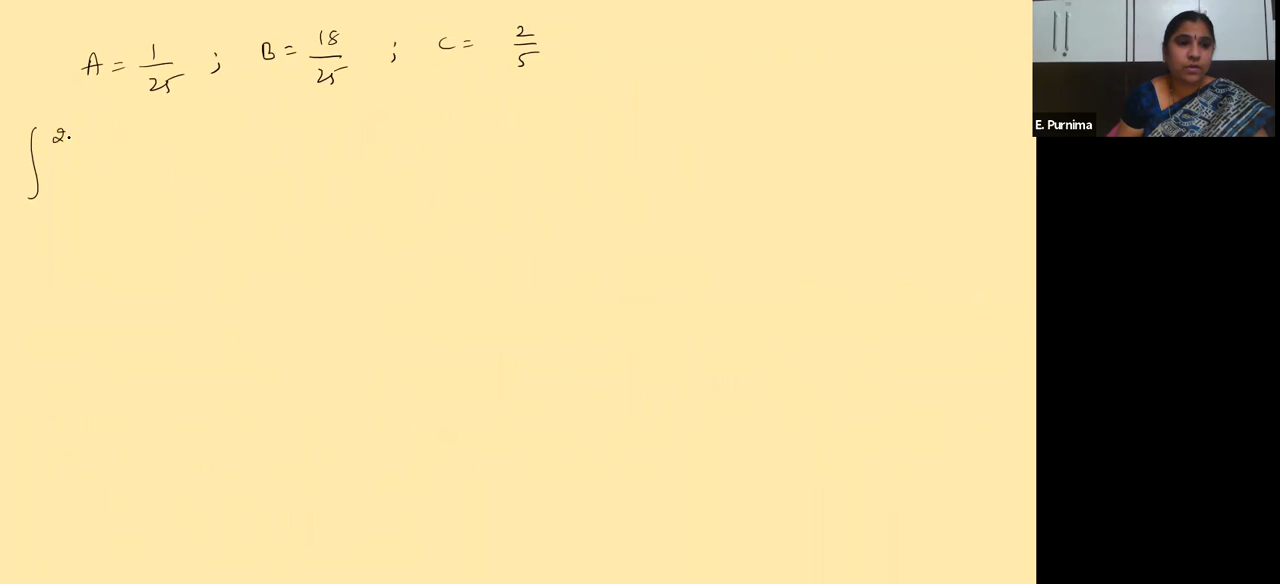 A = 1/25 ; B = 18/25 ; C = 2/5
∫ 2.
E. Purnima